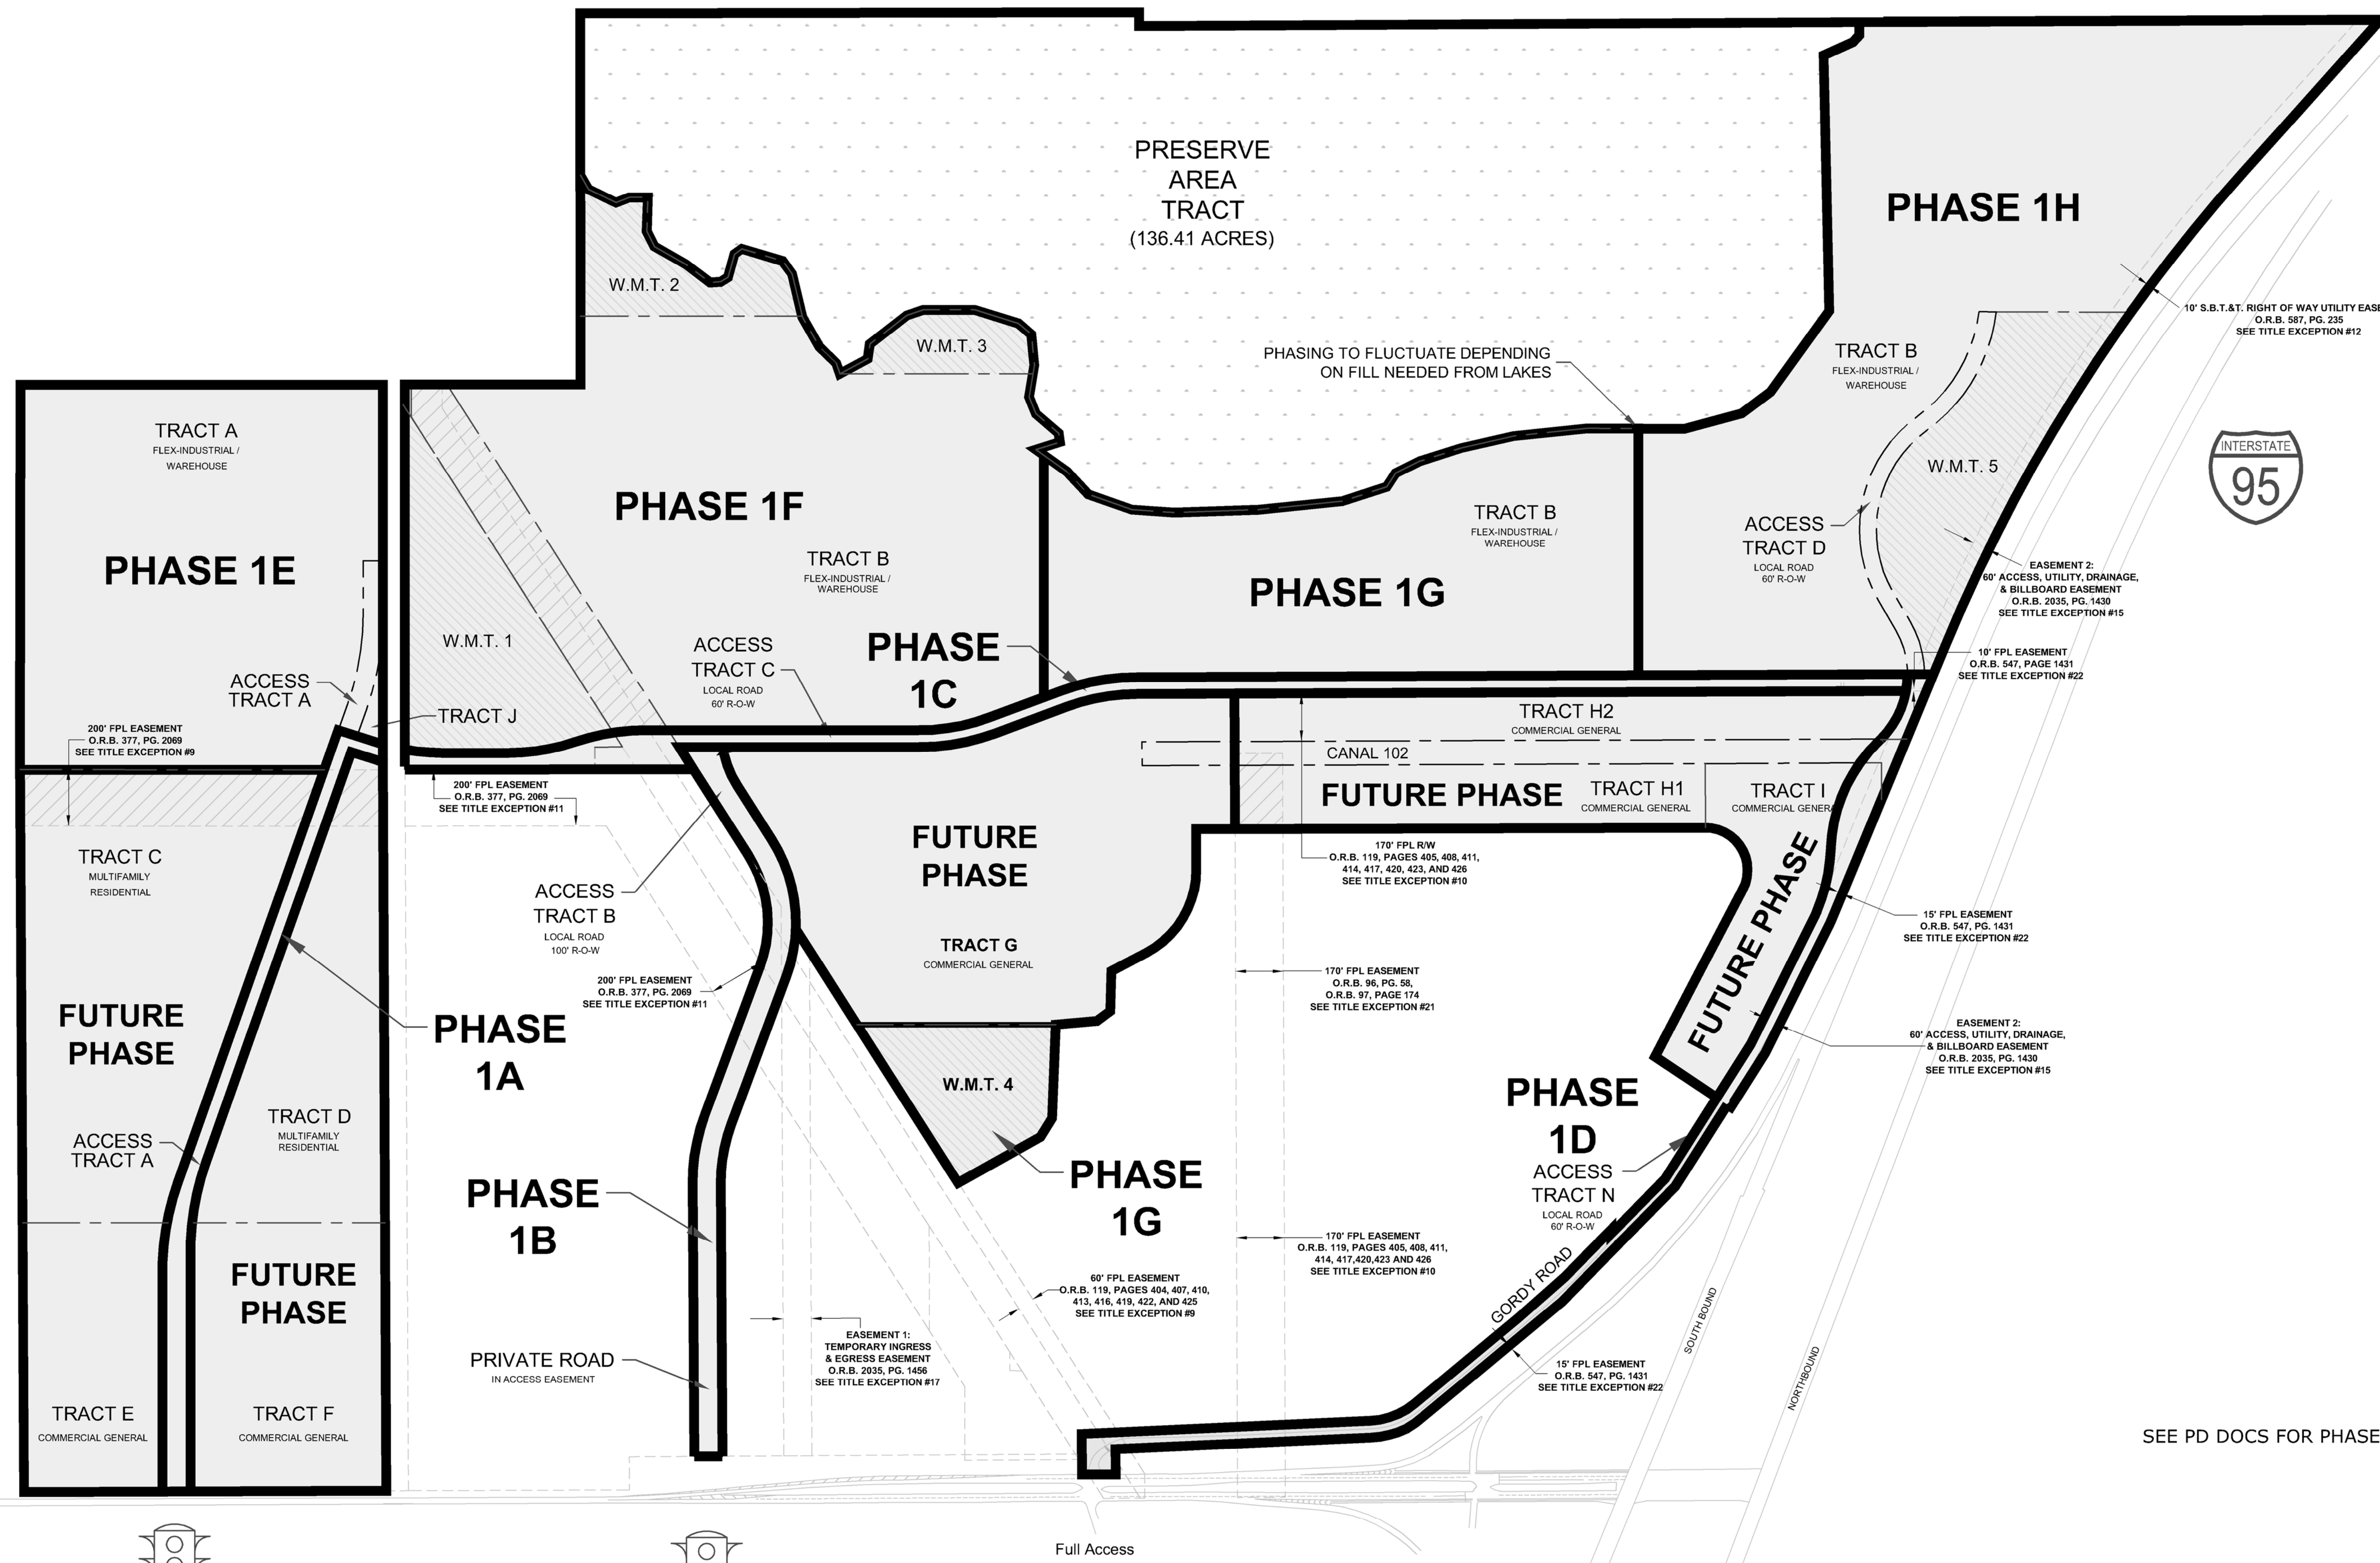 PRESERVE
AREA
TRACT
(136.41 ACRES)
PHASE 1H
W.M.T. 2
10' S.B.T.&T. RIGHT OF WAY UTILITY EASE
O.R.B. 587, PG. 235
SEE TITLE EXCEPTION #12
W.M.T. 3
PHASING TO FLUCTUATE DEPENDING
ON FILL NEEDED FROM LAKES
TRACT B
FLEX-INDUSTRIAL /
WAREHOUSE
TRACT A
FLEX-INDUSTRIAL /
WAREHOUSE
INTERSTATE
95
W.M.T. 5
PHASE 1F
TRACT B
FLEX-INDUSTRIAL /
WAREHOUSE
ACCESS
TRACT D
LOCAL ROAD
60' R-O-W
PHASE 1E
TRACT B
FLEX-INDUSTRIAL /
WAREHOUSE
PHASE 1G
EASEMENT 2:
60' ACCESS, UTILITY, DRAINAGE,
& BILLBOARD EASEMENT
O.R.B. 2035, PG. 1430
SEE TITLE EXCEPTION #15
W.M.T. 1
ACCESS
TRACT C
LOCAL ROAD
60' R-O-W
PHASE
1C
10' FPL EASEMENT
O.R.B. 547, PAGE 1431
SEE TITLE EXCEPTION #22
ACCESS
TRACT A
TRACT J
200' FPL EASEMENT
O.R.B. 377, PG. 2069
SEE TITLE EXCEPTION #9
TRACT H2
COMMERCIAL GENERAL
CANAL 102
200' FPL EASEMENT
O.R.B. 377, PG. 2069
SEE TITLE EXCEPTION #11
FUTURE PHASE
TRACT H1
COMMERCIAL GENERAL
TRACT I
COMMERCIAL GENERA
FUTURE
PHASE
170' FPL R/W
O.R.B. 119, PAGES 405, 408, 411,
414, 417, 420, 423, AND 426
SEE TITLE EXCEPTION #10
TRACT C
MULTIFAMILY
RESIDENTIAL
ACCESS
TRACT B
LOCAL ROAD
100' R-O-W
FUTURE PHASE
15' FPL EASEMENT
O.R.B. 547, PG. 1431
SEE TITLE EXCEPTION #22
TRACT G
COMMERCIAL GENERAL
200' FPL EASEMENT
O.R.B. 377, PG. 2069
SEE TITLE EXCEPTION #11
170' FPL EASEMENT
O.R.B. 96, PG. 58,
O.R.B. 97, PAGE 174
SEE TITLE EXCEPTION #21
FUTURE
PHASE
PHASE
1A
EASEMENT 2:
60' ACCESS, UTILITY, DRAINAGE,
& BILLBOARD EASEMENT
O.R.B. 2035, PG. 1430
SEE TITLE EXCEPTION #15
W.M.T. 4
PHASE
1D
ACCESS
TRACT N
LOCAL ROAD
60' R-O-W
TRACT D
MULTIFAMILY
RESIDENTIAL
ACCESS
TRACT A
PHASE
1G
PHASE
1B
170' FPL EASEMENT
O.R.B. 119, PAGES 405, 408, 411,
414, 417,420,423 AND 426
SEE TITLE EXCEPTION #10
FUTURE
PHASE
60' FPL EASEMENT
O.R.B. 119, PAGES 404, 407, 410,
413, 416, 419, 422, AND 425
SEE TITLE EXCEPTION #9
GORDY ROAD
SOUTH BOUND
NORTHBOUND
EASEMENT 1:
TEMPORARY INGRESS
& EGRESS EASEMENT
O.R.B. 2035, PG. 1456
SEE TITLE EXCEPTION #17
PRIVATE ROAD
IN ACCESS EASEMENT
15' FPL EASEMENT
O.R.B. 547, PG. 1431
SEE TITLE EXCEPTION #22
TRACT E
COMMERCIAL GENERAL
TRACT F
COMMERCIAL GENERAL
SEE PD DOCS FOR PHASE
Full Access